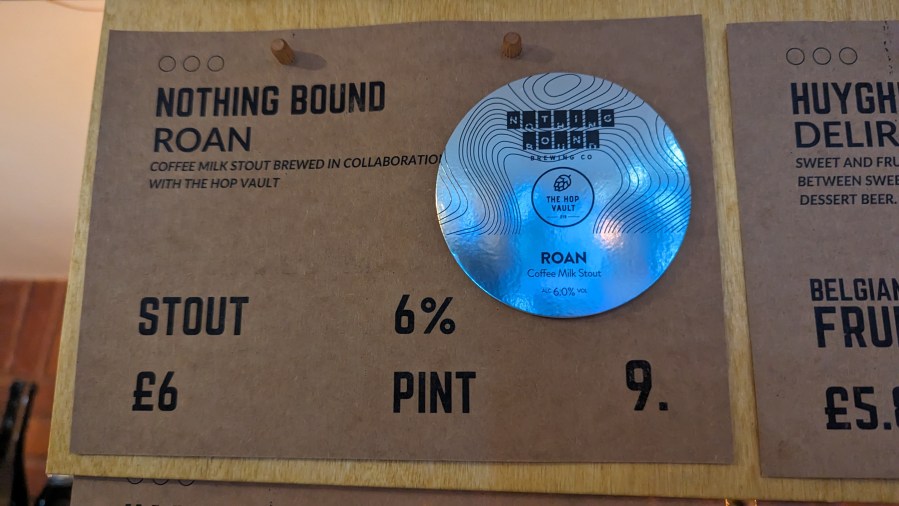 NOTHING BOUND
ROAN
COFFEE MILK STOUT BREWED IN COLLABORATION
WITH THE HOP VAULT
STOUT
6%
£6
PINT
9.
NOTHING
BOUND
BREWING CO
THE HOP
VAULT
ROAN
Coffee Milk Stout
ALC 6.0% VOL
HUYGH
DELIR
SWEET AND FRU
BETWEEN SWEE
DESSERT BEER.
BELGIAN
FRUI
£5.